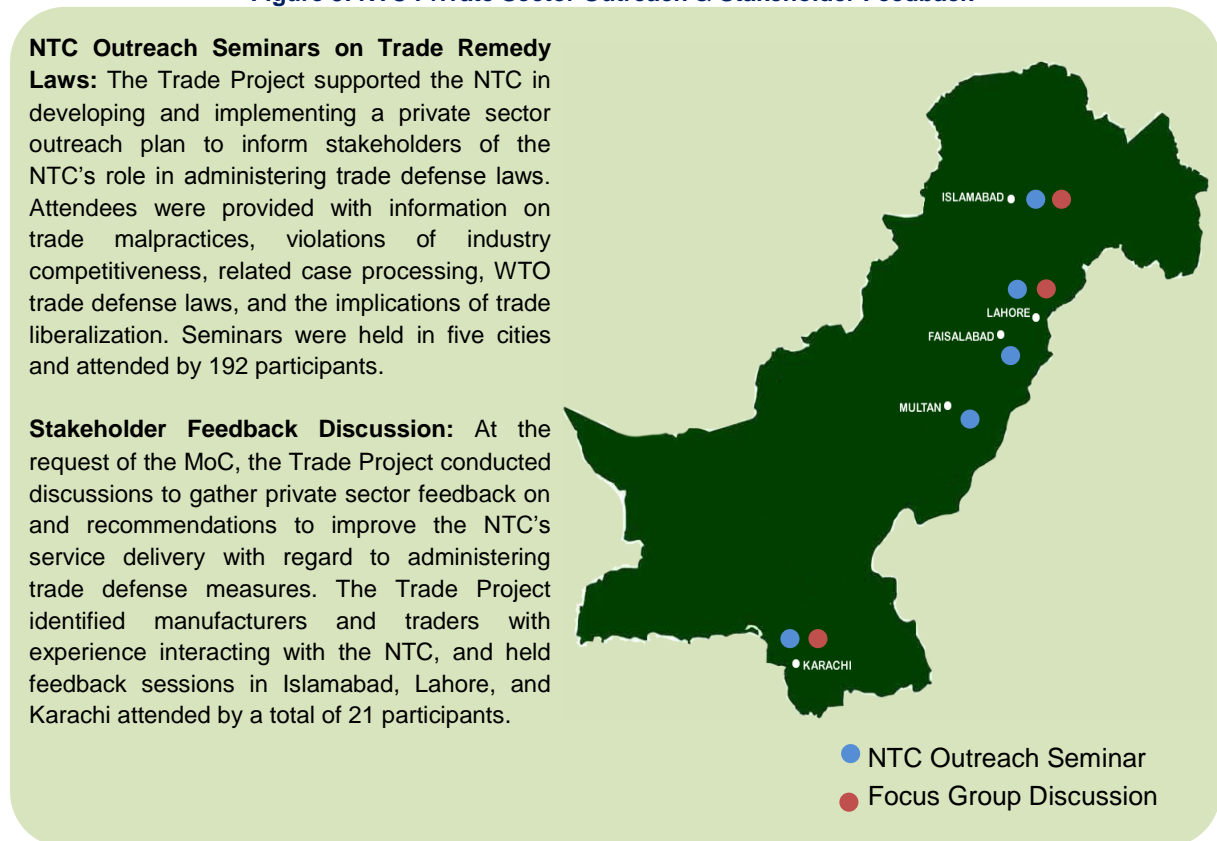 NTC Outreach Seminars on Trade Remedy
Laws: The Trade Project supported the NTC in
developing and implementing a private sector
outreach plan to inform stakeholders of the
NTC's role in administering trade defense laws.
Attendees were provided with information on
trade malpractices, violations of industry
competitiveness, related case processing, WTO
trade defense laws, and the implications of trade
liberalization. Seminars were held in five cities
and attended by 192 participants.
Stakeholder Feedback Discussion: At the
request of the MoC, the Trade Project conducted
discussions to gather private sector feedback on
and recommendations to improve the NTC's
service delivery with regard to administering
trade defense measures. The Trade Project
identified manufacturers and traders with
experience interacting with the NTC, and held
feedback sessions in Islamabad, Lahore, and
Karachi attended by a total of 21 participants.
ISLAMABAD
LAHORE
FAISALABAD
MULTAN
KARACHI
NTC Outreach Seminar
Focus Group Discussion